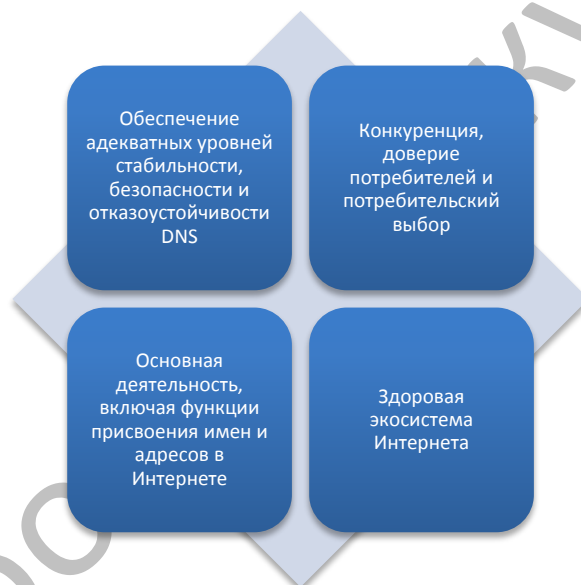 Обеспечение
адекватных уровней
стабильности,
безопасности и
отказоустойчивости
DNS
Конкуренция,
доверие
потребителей и
потребительский
выбор
Основная
деятельность,
включая функции
присвоения имен и
адресов в
Интернете
Здоровая
экосистема
Интернета